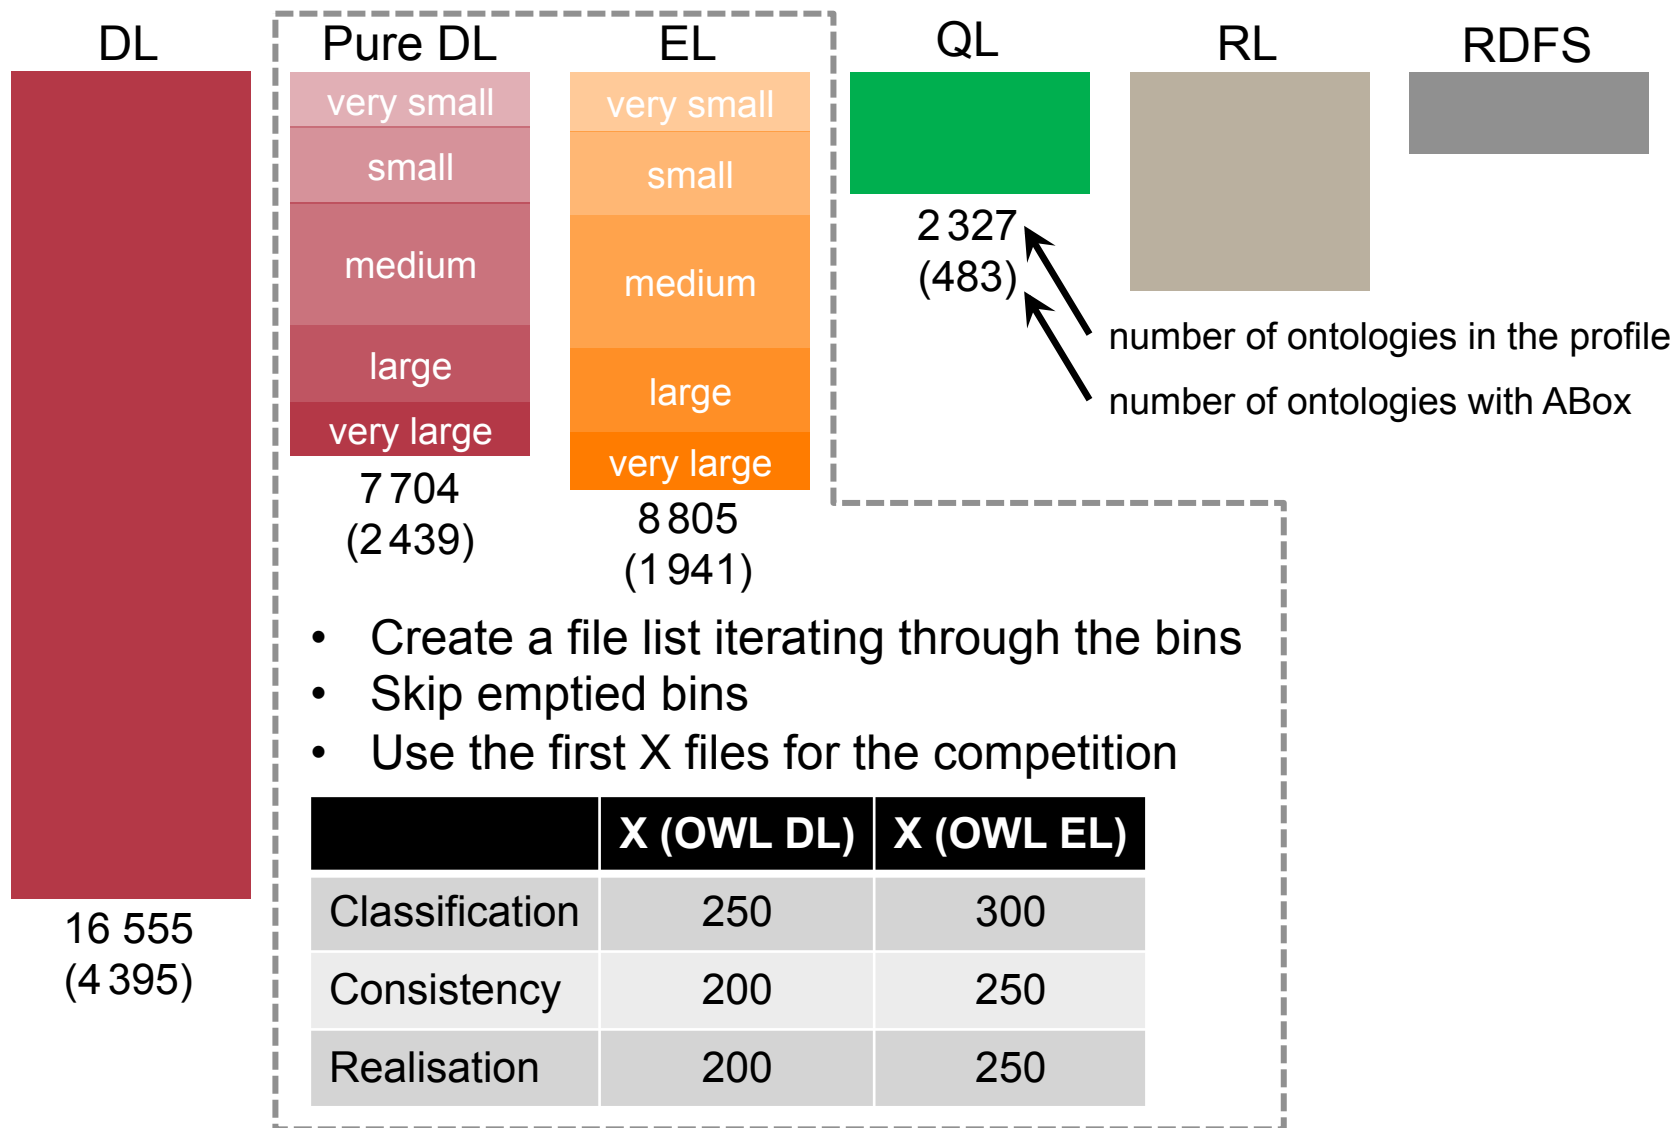 DL
Pure DL
EL
QL
RL
RDFS
very small
small
medium
large
very large
very small
small
medium
large
very large
2 327
(483)
number of ontologies in the profile
number of ontologies with ABox
7 704
(2 439)
8 805
(1 941)
16 555
(4 395)
• Create a file list iterating through the bins
• Skip emptied bins
• Use the first X files for the competition
X (OWL DL) X (OWL EL)
Classification 250 300
Consistency 200 250
Realisation 200 250